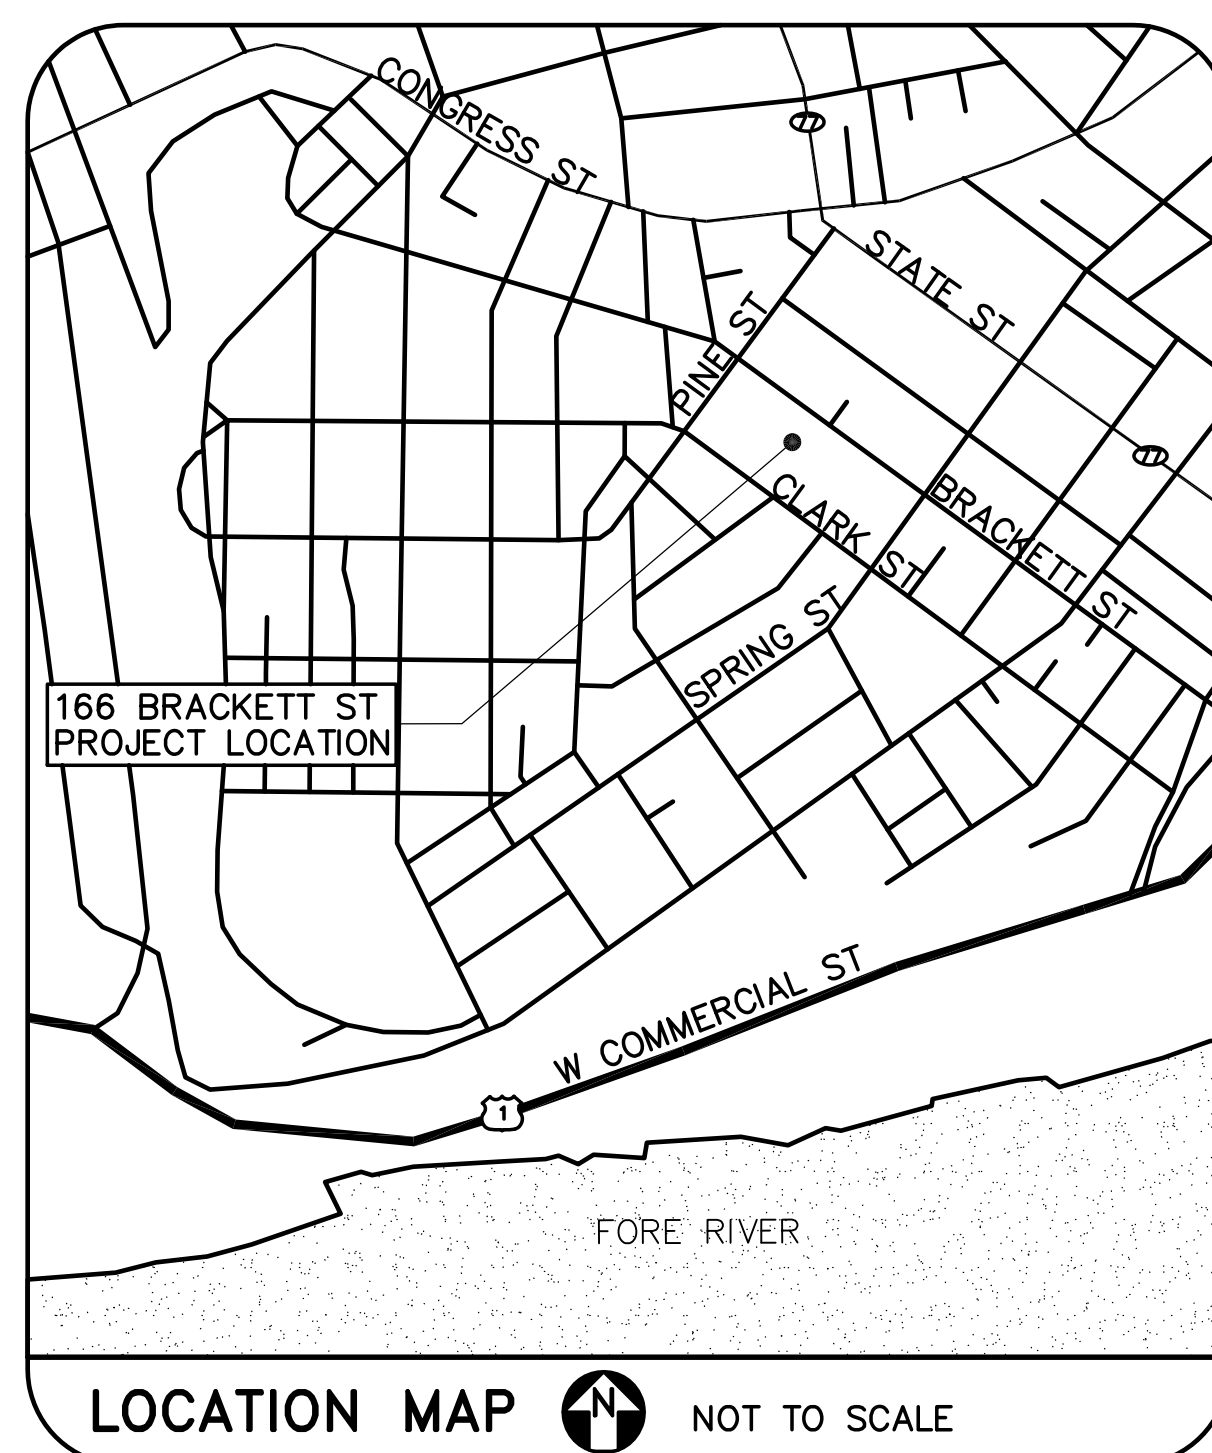 CONGRESS ST
77
STATE ST
PINE ST
77
CLARK ST
BRACKETT ST
SPRING ST
166 BRACKETT ST
PROJECT LOCATION
W COMMERCIAL ST
1
FORE RIVER
LOCATION MAP
N
NOT TO SCALE